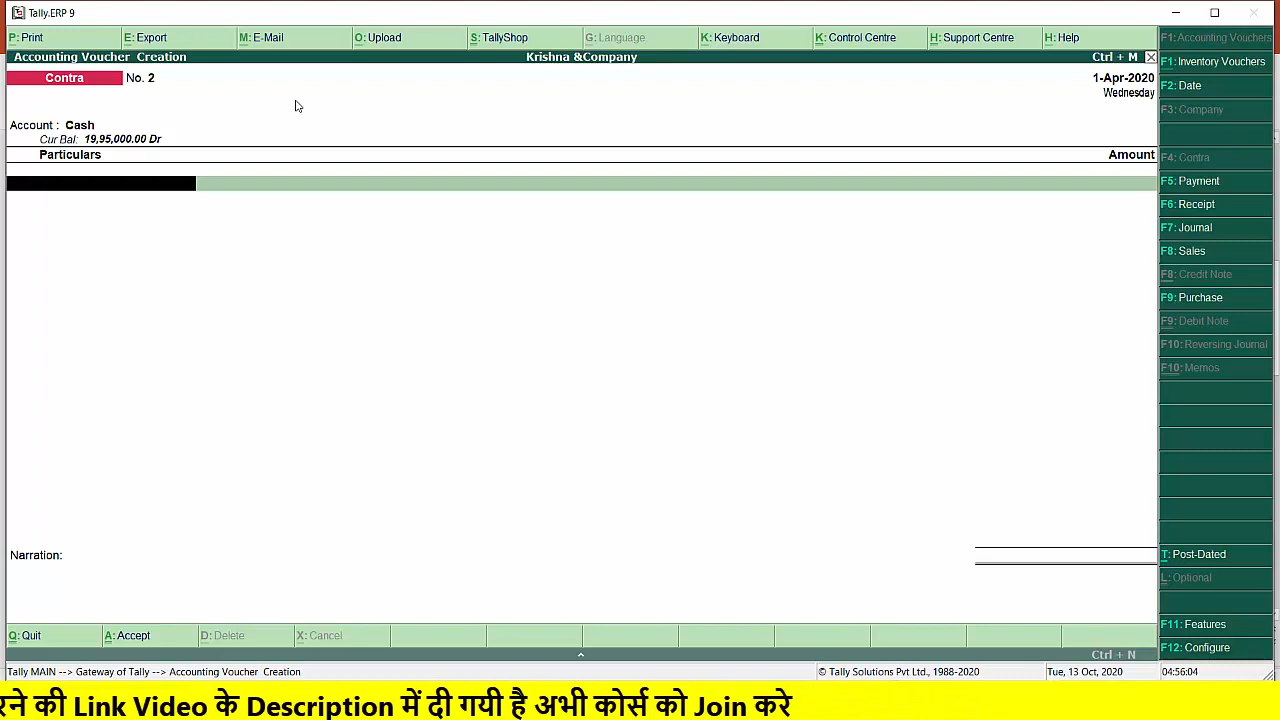 Tally.ERP 9
P: Print E: Export M: E-Mail O: Upload S: TallyShop G: Language K: Keyboard K: Control Centre H: Support Centre H: Help
F1: Accounting Vouchers
Accounting Voucher Creation Krishna &Company Ctrl + M
F1: Inventory Vouchers
Contra No. 2 1-Apr-2020
Wednesday
F2: Date
F3: Company
Account : Cash
Cur Bal: 19,95,000.00 Dr
Particulars Amount
F4: Contra
F5: Payment
F6: Receipt
F7: Journal
F8: Sales
F8: Credit Note
F9: Purchase
F9: Debit Note
F10: Reversing Journal
F10: Memos
Narration:
T: Post-Dated
L: Optional
F11: Features
Q: Quit A: Accept D: Delete X: Cancel
F12: Configure
Ctrl + N
Tally MAIN --> Gateway of Tally --> Accounting Voucher Creation © Tally Solutions Pvt Ltd., 1988-2020 Tue, 13 Oct, 2020 04:56:04
रने की Link Video के Description में दी गयी है अभी कोर्स को Join करे